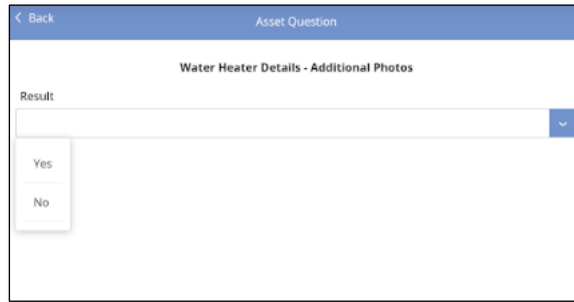 < Back
Asset Question
Water Heater Details - Additional Photos
Result
Yes
No